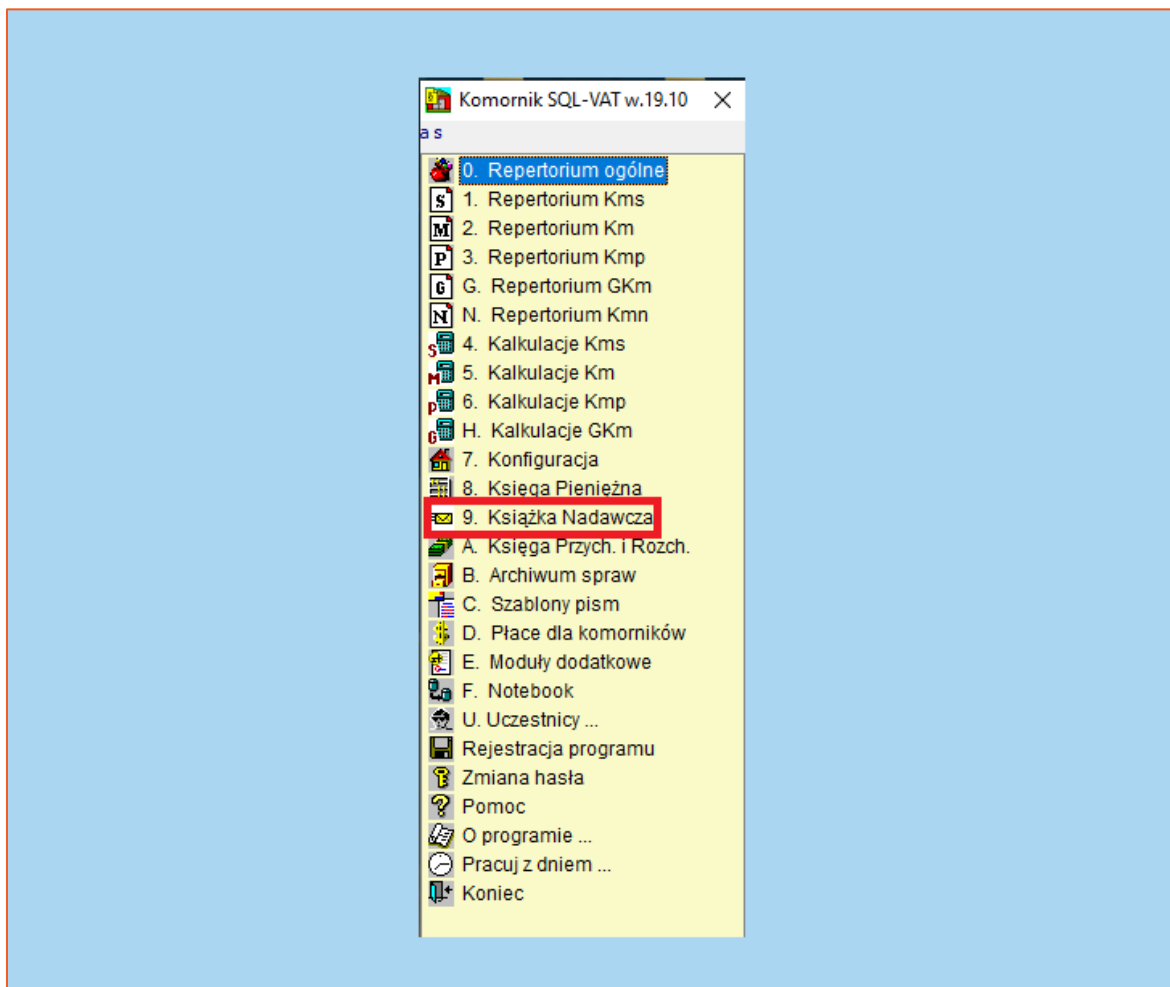 Komornik SQL-VAT w.19.10
a s
0. Repertorium ogólne
1. Repertorium Kms
2. Repertorium Km
3. Repertorium Kmp
G. Repertorium GKm
N. Repertorium Kmn
4. Kalkulacje Kms
5. Kalkulacje Km
6. Kalkulacje Kmp
H. Kalkulacje GKm
7. Konfiguracja
8. Księga Pieniężna
9. Książka Nadawcza
A. Księga Przych. i Rozch.
B. Archiwum spraw
C. Szablony pism
D. Płace dla komorników
E. Moduły dodatkowe
F. Notebook
U. Uczestnicy ...
Rejestracja programu
Zmiana hasła
Pomoc
O programie ...
Pracuj z dniem ...
Koniec